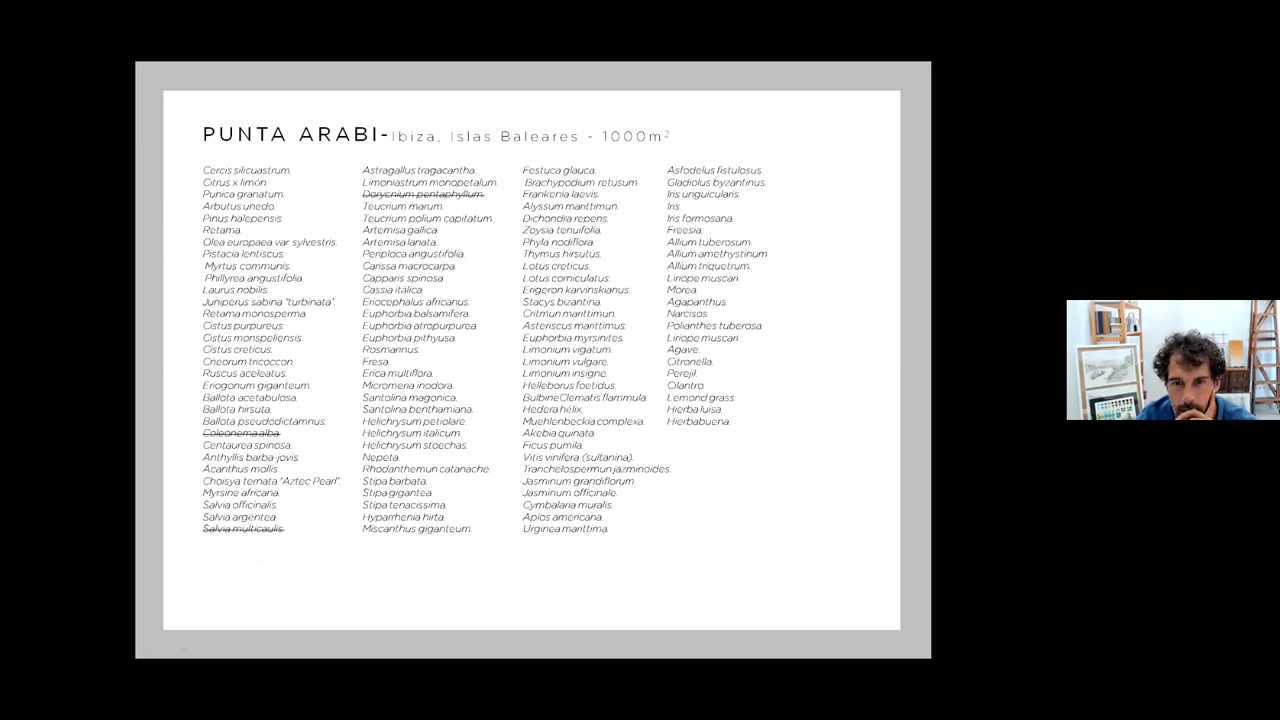 PUNTA ARABI-Ibiza, Islas Baleares - 1000m²
Cercis silicuastrum.
Citrus x limón.
Punica granatum.
Arbutus unedo.
Pinus halepensis.
Retama.
Olea europaea var sylvestris.
Pistacia lentiscus.
Myrtus communis.
Phillyrea angustifolia.
Laurus nobilis.
Juniperus sabina "turbinata".
Retama monosperma.
Cistus purpureus.
Cistus monspeliensis.
Cistus creticus.
Cneorum tricoccon.
Ruscus aceleatus.
Eriogonum giganteum.
Ballota acetabulosa.
Ballota hirsuta.
Ballota pseudodictamnus.
Coleonema alba.
Centaurea spinosa.
Anthyllis barba-jovis.
Acanthus mollis.
Choisya ternata "Aztec Pearl".
Myrsine africana.
Salvia officinalis.
Salvia argéntea.
Salvia multicaulis.
Astragallus tragacantha.
Limoniastrum monopetalum.
Dorycnium pentaphyllum.
Teucrium marum.
Teucrium polium capitatum.
Artemisa gallica.
Artemisa lanata.
Periploca angustifolia.
Carissa macrocarpa.
Capparis spinosa.
Cassia itálica.
Eriocephalus africanus.
Euphorbia balsamifera.
Euphorbia atropurpurea.
Euphorbia pithyusa.
Rosmarinus.
Fresa.
Erica multiflora.
Micromeria inodora.
Santolina magonica.
Santolina benthamiana.
Helichrysum petiolare.
Helichrysum italicum.
Helichrysum stoechas.
Nepeta.
Rhodanthemun catanache.
Stipa barbata.
Stipa gigantea.
Stipa tenacissima.
Hyparrhenia hirta.
Miscanthus giganteum.
Festuca glauca.
Brachypodium retusum.
Frankenia laevis.
Alyssum marittimun.
Dichondra repens.
Zoysia tenuifolia.
Phyla nodiflora.
Thymus hirsutus.
Lotus creticus.
Lotus corniculatus.
Erigeron karvinskianus.
Stacys bizantina.
Critmun marittimun.
Asteriscus marittimus.
Euphorbia myrsinites.
Limonium vigatum.
Limonium vulgare.
Limonium insigne.
Helleborus foetidus.
BulbineClematis flammula.
Hedera hélix.
Muehlenbeckia complexa.
Akebia quinata.
Ficus pumila.
Vitis vinífera (sultanina).
Tranchelospermun jazminoides.
Jasminum grandiflorum.
Jasminum officinale.
Cymbalaria muralis.
Apios americana.
Urginea marittima.
Asfodelus fistulosus.
Gladiolus byzantinus.
Iris unguicularis.
Iris.
Iris formosana.
Freesia.
Allium tuberosum.
Allium amethystinum
Allium triquetrum.
Liriope muscari.
Morea.
Agapanthus.
Narcisos.
Polianthes tuberosa.
Liriope muscari.
Agave.
Citronella.
Perejil.
Cilantro.
Lemond grass.
Hierba luisa.
Hierbabuena.